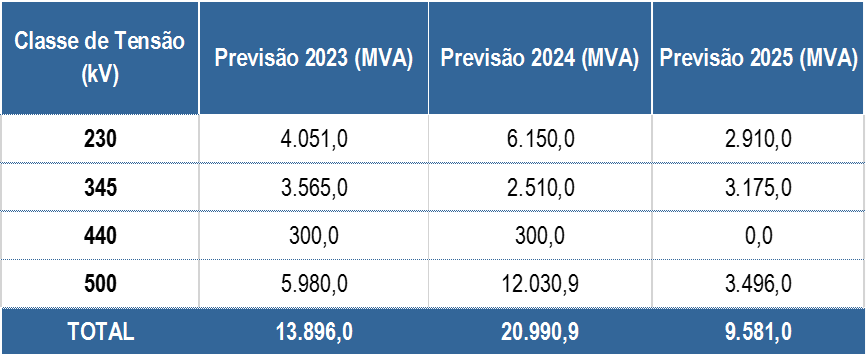 Classe de Tensão (kV) Previsão 2023 (MVA) Previsão 2024 (MVA) Previsão 2025 (MVA)
230 4.051,0 6.150,0 2.910,0
345 3.565,0 2.510,0 3.175,0
440 300,0 300,0 0,0
500 5.980,0 12.030,9 3.496,0
TOTAL 13.896,0 20.990,9 9.581,0